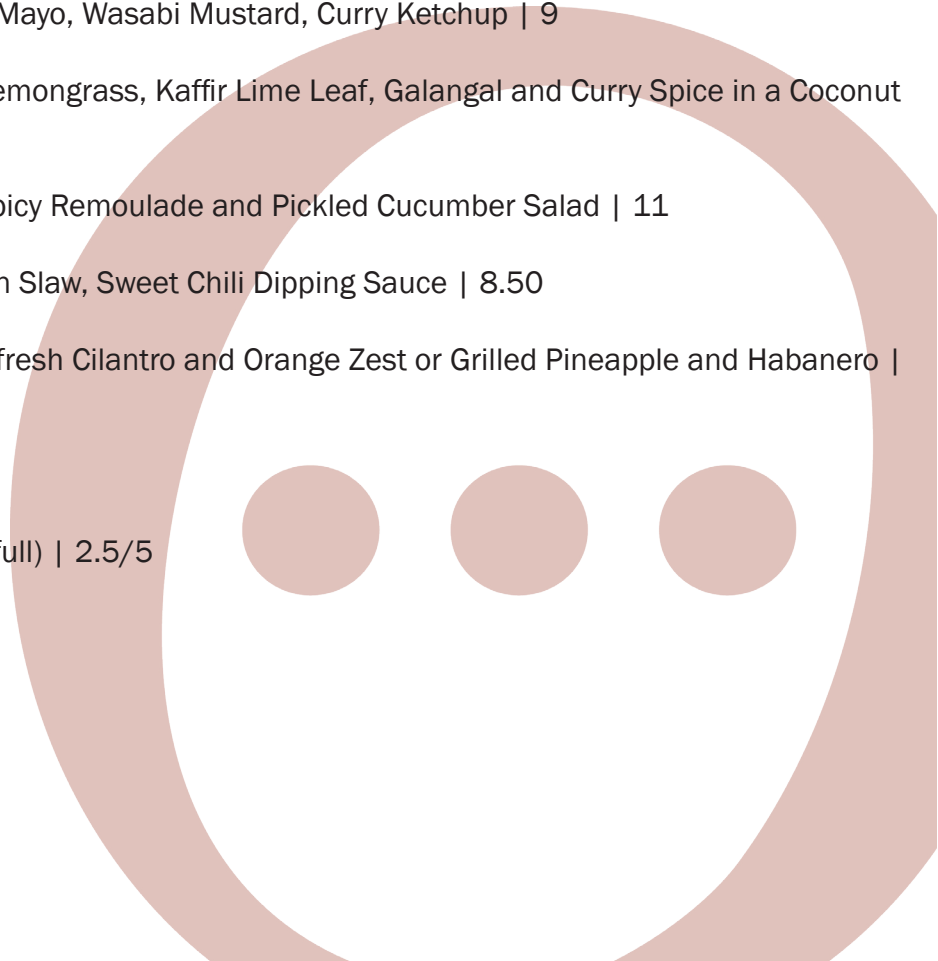 Mayo, Wasabi Mustard, Curry Ketchup | 9
emongrass, Kaffir Lime Leaf, Galangal and Curry Spice in a Coconut
picy Remoulade and Pickled Cucumber Salad | 11
n Slaw, Sweet Chili Dipping Sauce | 8.50
fresh Cilantro and Orange Zest or Grilled Pineapple and Habanero |
full) | 2.5/5